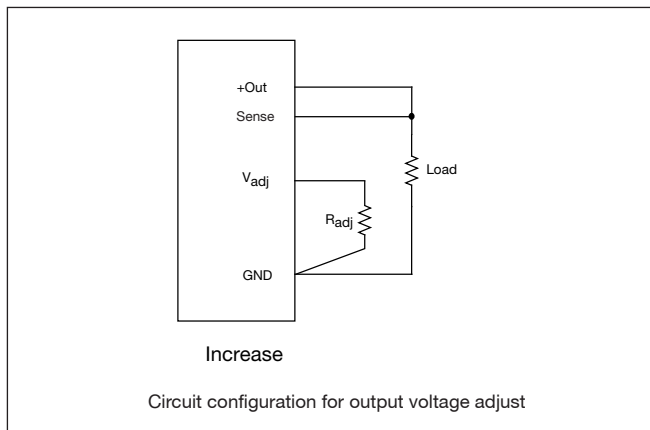 +Out
Sense
Load
Vadj
Radj
GND
Increase
Circuit configuration for output voltage adjust